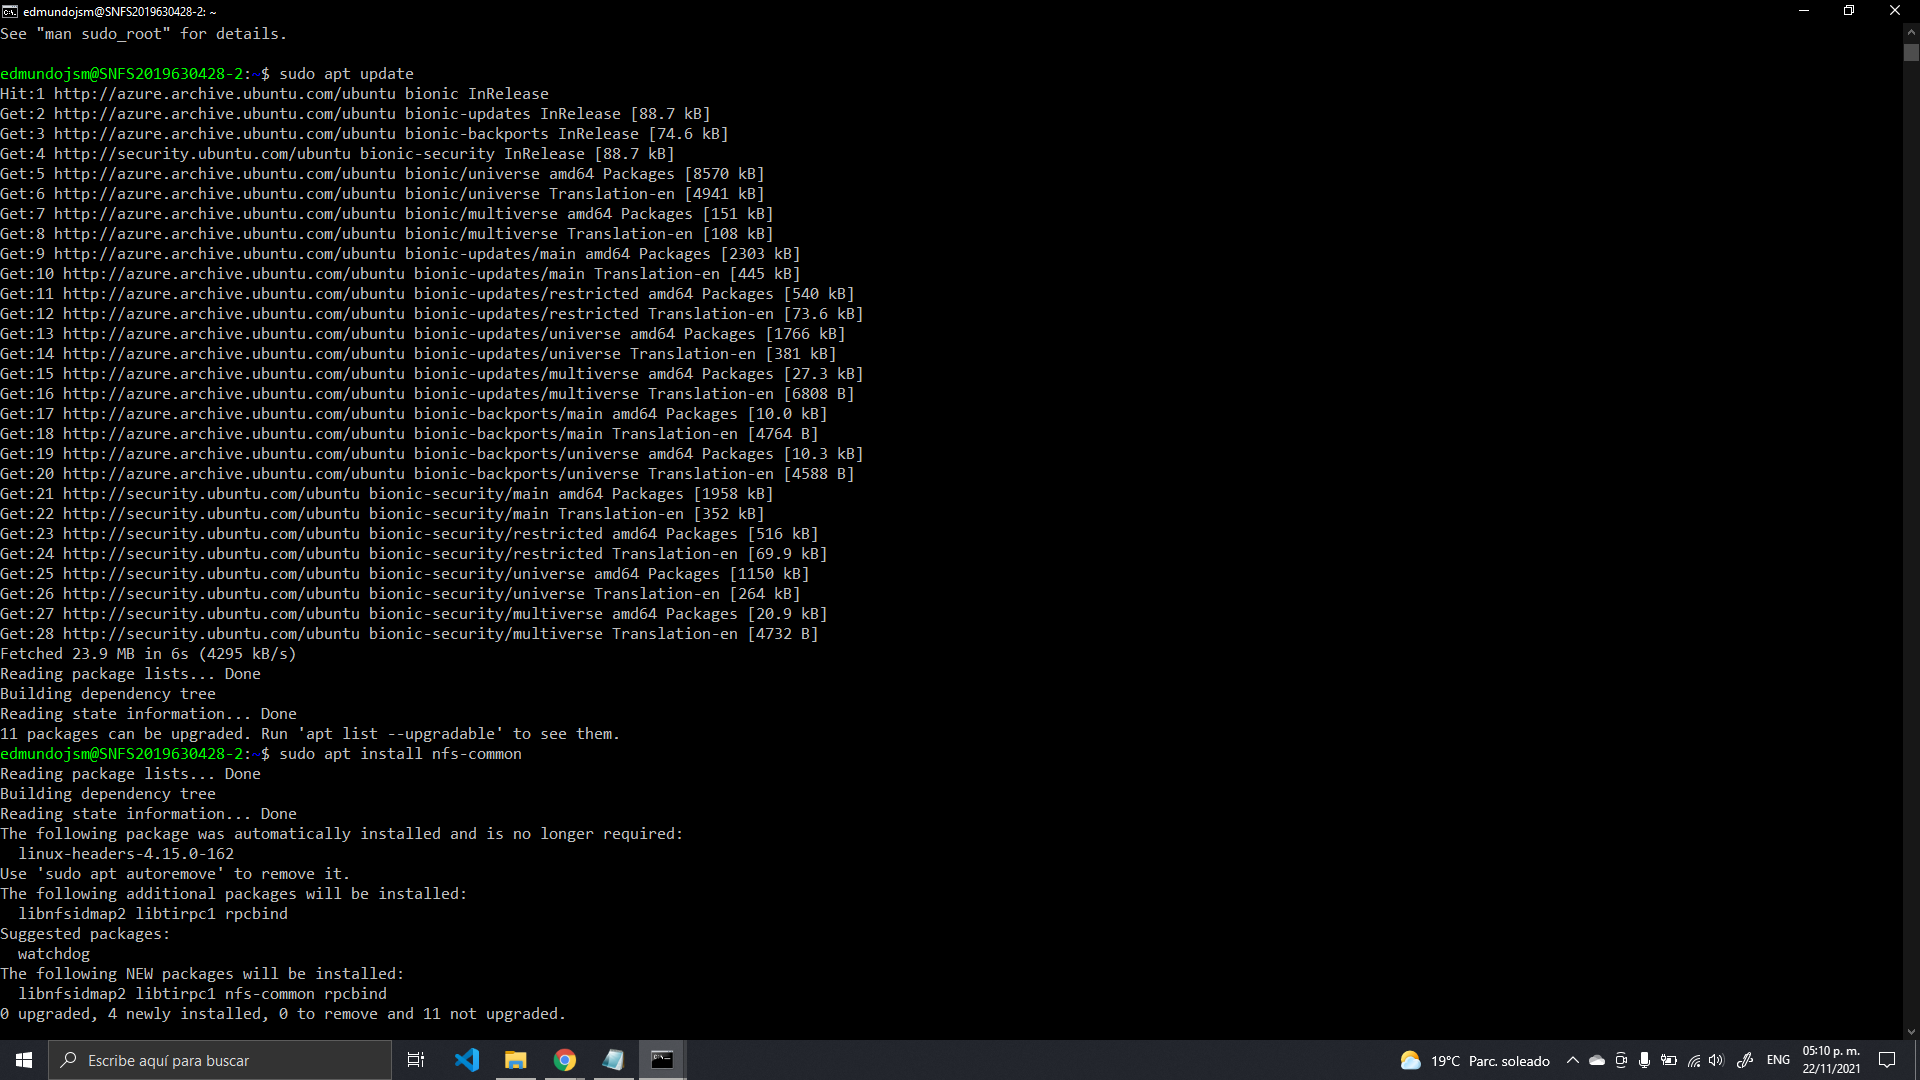 edmundojsm@SNFS2019630428-2: ~
See "man sudo_root" for details.
edmundojsm@SNFS2019630428-2:~$ sudo apt update
Hit:1 http://azure.archive.ubuntu.com/ubuntu bionic InRelease
Get:2 http://azure.archive.ubuntu.com/ubuntu bionic-updates InRelease [88.7 kB]
Get:3 http://azure.archive.ubuntu.com/ubuntu bionic-backports InRelease [74.6 kB]
Get:4 http://security.ubuntu.com/ubuntu bionic-security InRelease [88.7 kB]
Get:5 http://azure.archive.ubuntu.com/ubuntu bionic/universe amd64 Packages [8570 kB]
Get:6 http://azure.archive.ubuntu.com/ubuntu bionic/universe Translation-en [4941 kB]
Get:7 http://azure.archive.ubuntu.com/ubuntu bionic/multiverse amd64 Packages [151 kB]
Get:8 http://azure.archive.ubuntu.com/ubuntu bionic/multiverse Translation-en [108 kB]
Get:9 http://azure.archive.ubuntu.com/ubuntu bionic-updates/main amd64 Packages [2303 kB]
Get:10 http://azure.archive.ubuntu.com/ubuntu bionic-updates/main Translation-en [445 kB]
Get:11 http://azure.archive.ubuntu.com/ubuntu bionic-updates/restricted amd64 Packages [540 kB]
Get:12 http://azure.archive.ubuntu.com/ubuntu bionic-updates/restricted Translation-en [73.6 kB]
Get:13 http://azure.archive.ubuntu.com/ubuntu bionic-updates/universe amd64 Packages [1766 kB]
Get:14 http://azure.archive.ubuntu.com/ubuntu bionic-updates/universe Translation-en [381 kB]
Get:15 http://azure.archive.ubuntu.com/ubuntu bionic-updates/multiverse amd64 Packages [27.3 kB]
Get:16 http://azure.archive.ubuntu.com/ubuntu bionic-updates/multiverse Translation-en [6808 B]
Get:17 http://azure.archive.ubuntu.com/ubuntu bionic-backports/main amd64 Packages [10.0 kB]
Get:18 http://azure.archive.ubuntu.com/ubuntu bionic-backports/main Translation-en [4764 B]
Get:19 http://azure.archive.ubuntu.com/ubuntu bionic-backports/universe amd64 Packages [10.3 kB]
Get:20 http://azure.archive.ubuntu.com/ubuntu bionic-backports/universe Translation-en [4588 B]
Get:21 http://security.ubuntu.com/ubuntu bionic-security/main amd64 Packages [1958 kB]
Get:22 http://security.ubuntu.com/ubuntu bionic-security/main Translation-en [352 kB]
Get:23 http://security.ubuntu.com/ubuntu bionic-security/restricted amd64 Packages [516 kB]
Get:24 http://security.ubuntu.com/ubuntu bionic-security/restricted Translation-en [69.9 kB]
Get:25 http://security.ubuntu.com/ubuntu bionic-security/universe amd64 Packages [1150 kB]
Get:26 http://security.ubuntu.com/ubuntu bionic-security/universe Translation-en [264 kB]
Get:27 http://security.ubuntu.com/ubuntu bionic-security/multiverse amd64 Packages [20.9 kB]
Get:28 http://security.ubuntu.com/ubuntu bionic-security/multiverse Translation-en [4732 B]
Fetched 23.9 MB in 6s (4295 kB/s)
Reading package lists... Done
Building dependency tree
Reading state information... Done
11 packages can be upgraded. Run 'apt list --upgradable' to see them.
edmundojsm@SNFS2019630428-2:~$ sudo apt install nfs-common
Reading package lists... Done
Building dependency tree
Reading state information... Done
The following package was automatically installed and is no longer required:
  linux-headers-4.15.0-162
Use 'sudo apt autoremove' to remove it.
The following additional packages will be installed:
  libnfsidmap2 libtirpc1 rpcbind
Suggested packages:
  watchdog
The following NEW packages will be installed:
  libnfsidmap2 libtirpc1 nfs-common rpcbind
0 upgraded, 4 newly installed, 0 to remove and 11 not upgraded.
Escribe aquí para buscar
19°C Parc. soleado
ENG
05:10 p. m.
22/11/2021